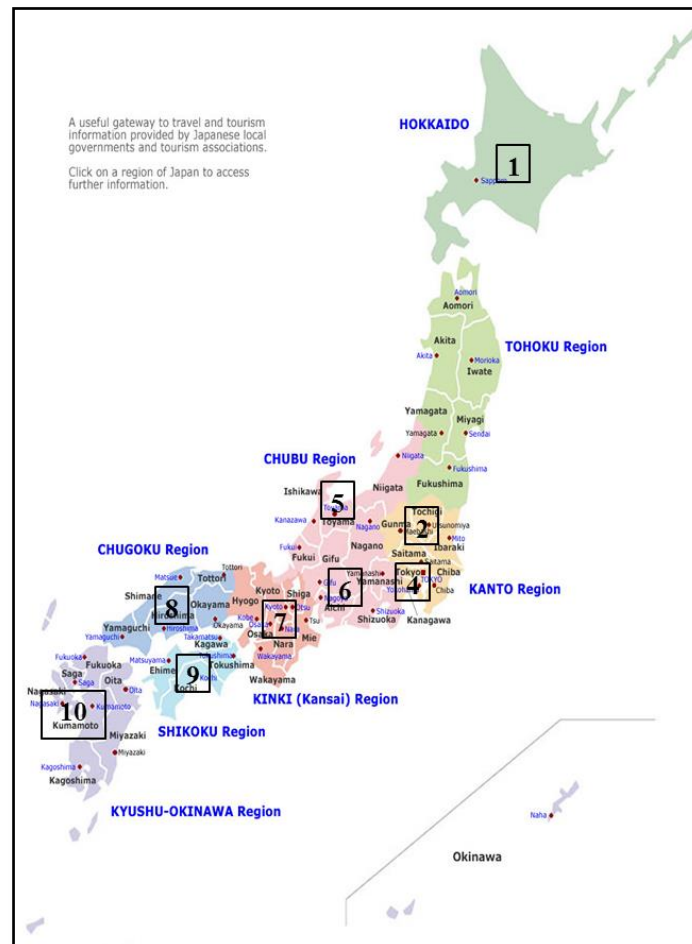 A useful gateway to travel and tourism
information provided by Japanese local
governments and tourism associations.
Click on a region of Japan to access
further information.
HOKKAIDO
1
Sapporo
Aomori
Aomori
Akita
TOHOKU Region
Akita
Morioka
Iwate
Yamagata
Miyagi
Yamagata
Sendai
CHUBU Region
Niigata
Fukushima
Ishikawa
Niigata
Fukushima
5
Toyama
Tochigi
Kanazawa
Toyama
Nagano
Gunma
2
Utsunomiya
Maebashi
Mito
Ibaraki
Fukui
Nagano
Saitama
CHUGOKU Region
Fukui
Gifu
Saitama
Tottori
Yamanashi
Tokyo
Chiba
Matsue
Tottori
Kyoto
Gifu
6
Yamanashi
4
TOKYO
KANTO Region
Shimane
8
Okayama
Hyogo
Shiga
Nagoya
Yokohama
Chiba
Kyoto
Otsu
Aichi
Shizuoka
Kanagawa
Hiroshima
Okayama
Kobe
Osaka
7
Tsu
Shizuoka
Hiroshima
Nara
Yamaguchi
Takamatsu
Osaka
Mie
Yamaguchi
Kagawa
Nara
Fukuoka
Matsuyama
Tokushima
Wakayama
Fukuoka
Ehime
9
Tokushima
Saga
Oita
Kochi
Wakayama
Saga
Oita
Kochi
KINKI (Kansai) Region
Nagasaki
Nagasaki
10
Kumamoto
Kumamoto
SHIKOKU Region
Miyazaki
Miyazaki
Kagoshima
Kagoshima
KYUSHU-OKINAWA Region
Naha
Okinawa